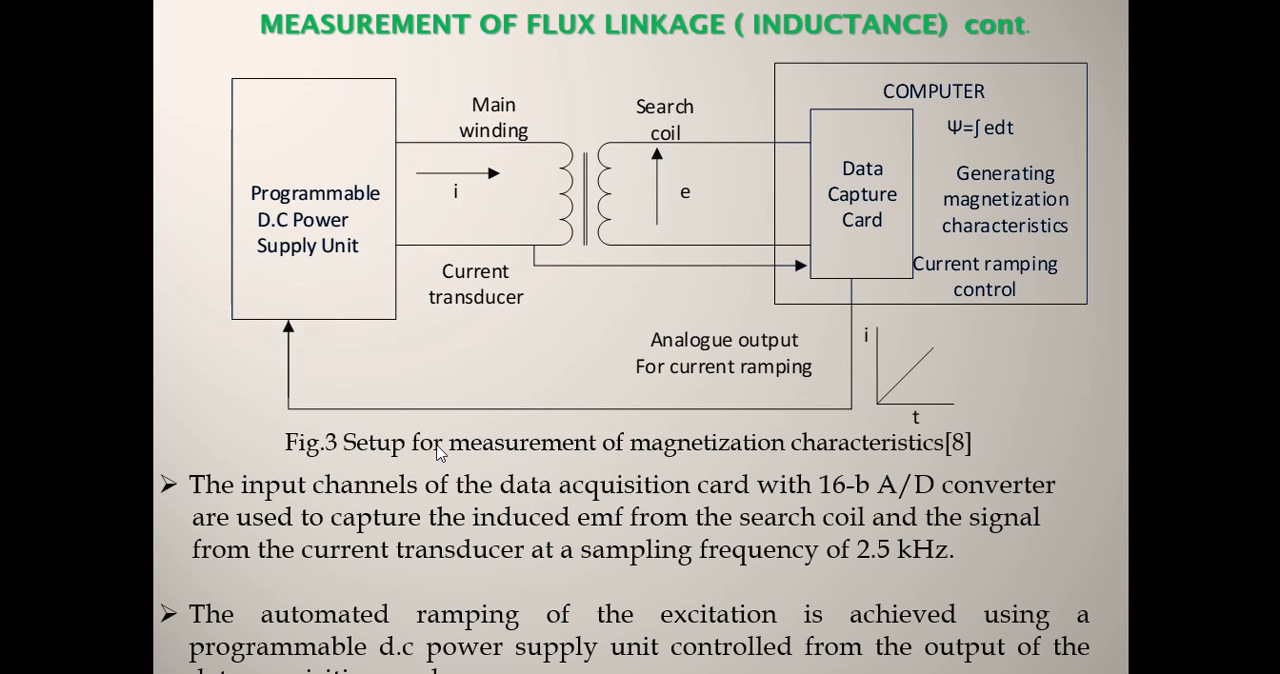 MEASUREMENT OF FLUX LINKAGE ( INDUCTANCE) cont.
Main
winding
Search
coil
COMPUTER
Ψ=∫ edt
Programmable
D.C Power
Supply Unit
i
e
Data
Capture
Card
Generating
magnetization
characteristics
Current ramping
control
Current
transducer
Analogue output
For current ramping
i
t
Fig.3 Setup for measurement of magnetization characteristics[8]
➢ The input channels of the data acquisition card with 16-b A/D converter
are used to capture the induced emf from the search coil and the signal
from the current transducer at a sampling frequency of 2.5 kHz.
➢ The automated ramping of the excitation is achieved using a
programmable d.c power supply unit controlled from the output of the